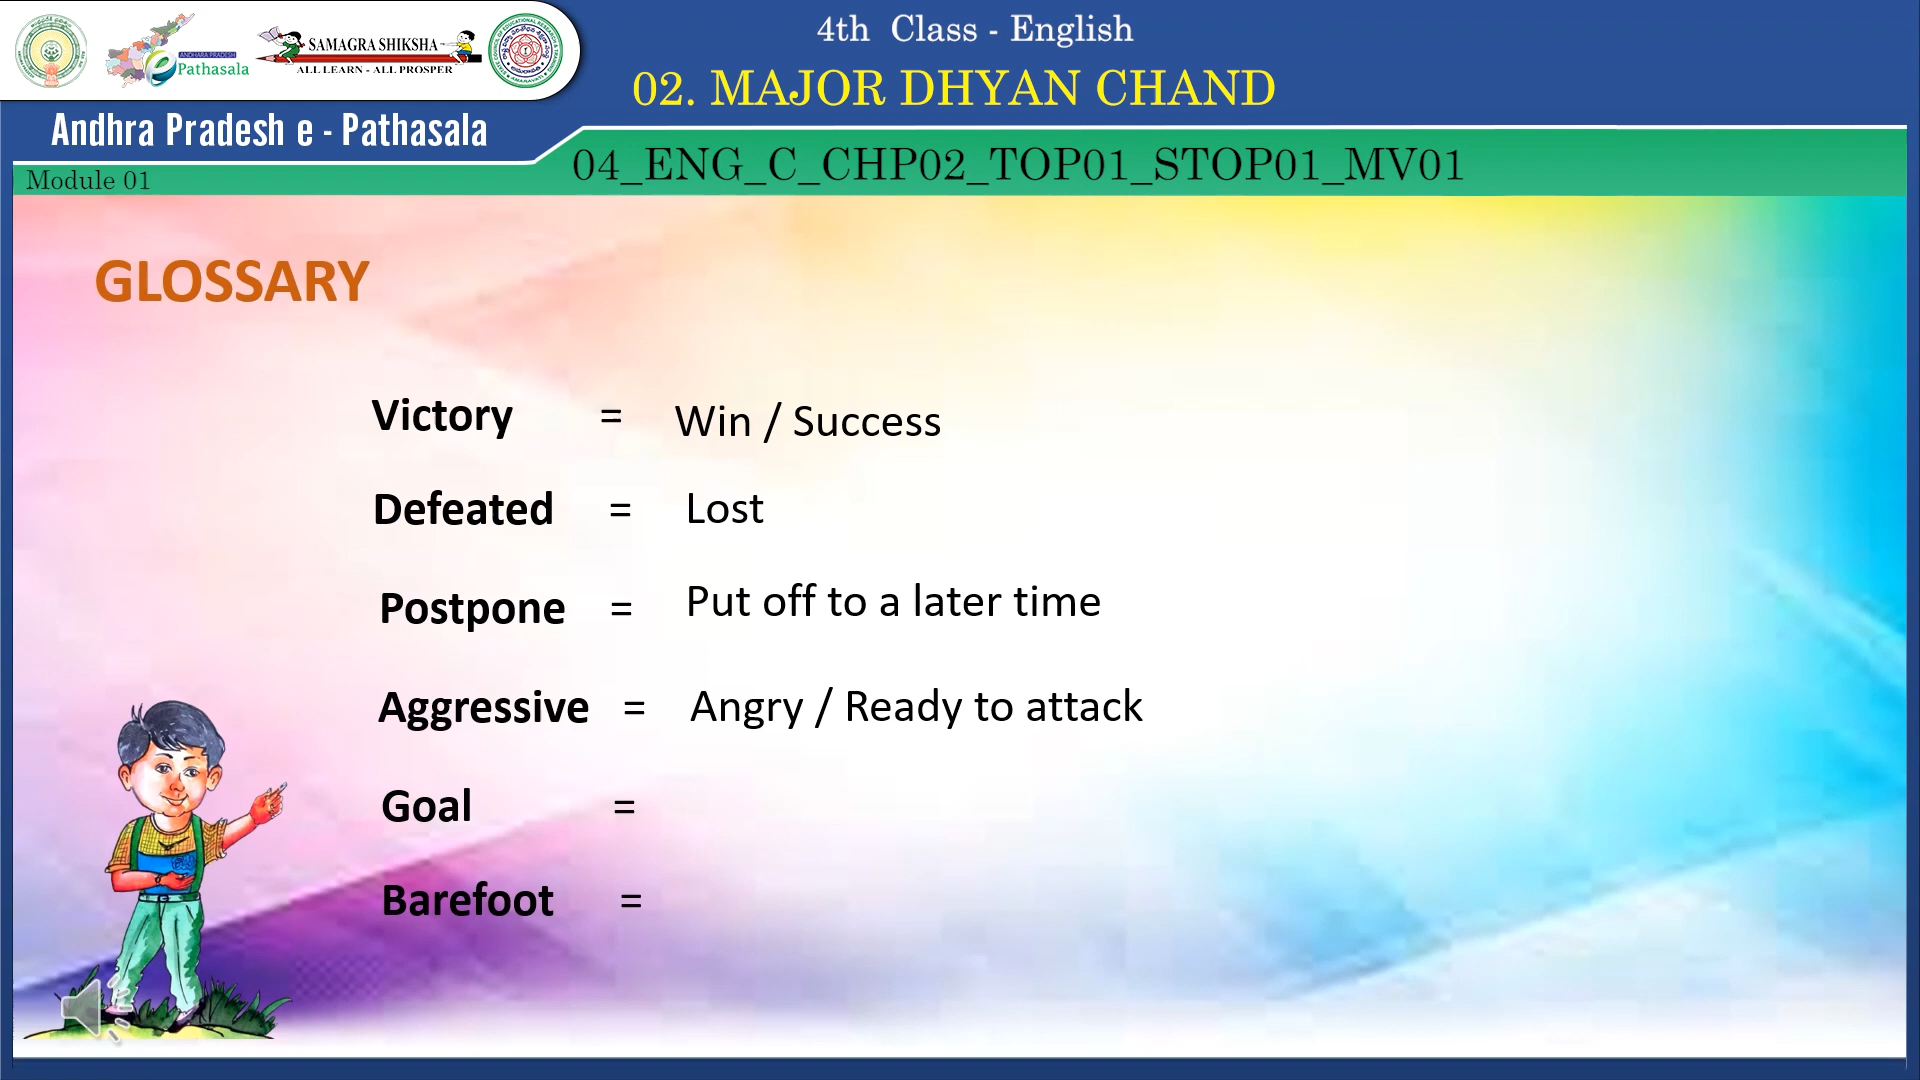 4th Class - English
02. MAJOR DHYAN CHAND
ANDHARA PRADESH
e Pathasala
SAMAGRA SHIKSHA
ALL LEARN - ALL PROSPER
Andhra Pradesh e - Pathasala
04_ENG_C_CHP02_TOP01_STOP01_MV01
Module 01
GLOSSARY
Victory = Win / Success
Defeated = Lost
Postpone = Put off to a later time
Aggressive = Angry / Ready to attack
Goal =
Barefoot =